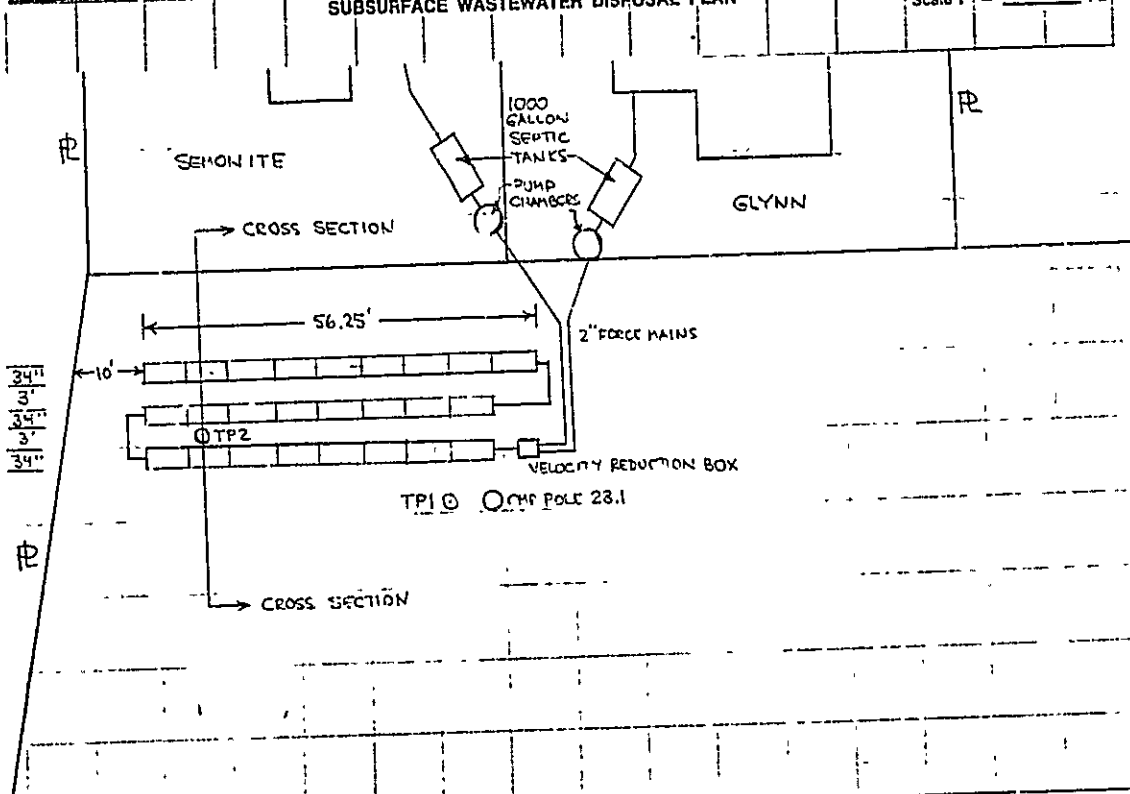 SUBSURFACE WASTEWATER DISPOSAL PLAN
Scale
PL
PL
SEMONITE
1000
GALLON
SEPTIC
TANKS
PUMP
CHAMBERS
GLYNN
CROSS SECTION
56.25'
2" FORCE MAINS
10'
34"
3'
34"
3'
34"
TP2
VELOCITY REDUCTION BOX
TP1
CMP POLE 23.1
PL
CROSS SECTION